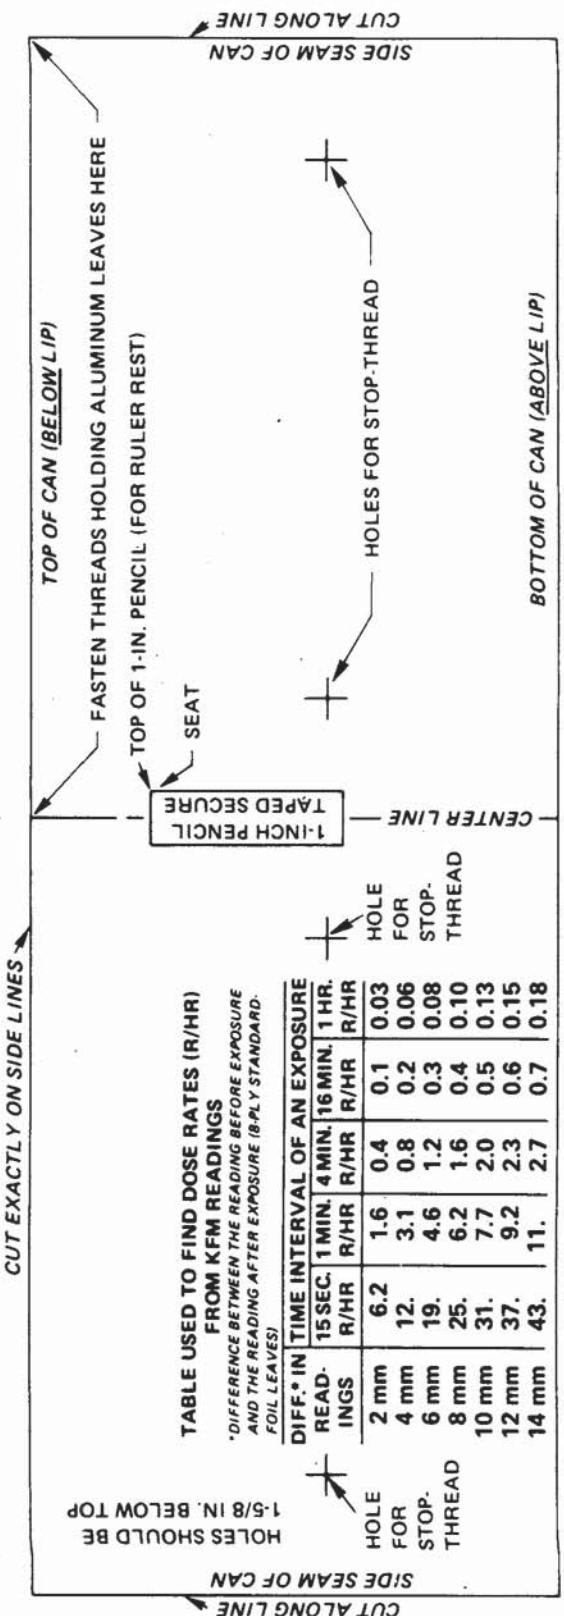 CUT EXACTLY ON SIDE LINES
CUT ALONG LINE
SIDE SEAM OF CAN
HOLES SHOULD BE
1-5/8 IN. BELOW TOP
HOLE
FOR
STOP-
THREAD
TABLE USED TO FIND DOSE RATES (R/HR)
FROM KFM READINGS
*DIFFERENCE BETWEEN THE READING BEFORE EXPOSURE
AND THE READING AFTER EXPOSURE (8-PLY STANDARD-
FOIL LEAVES)
DIFF.* IN TIME INTERVAL OF AN EXPOSURE
READ- 15 SEC. 1 MIN. 4 MIN. 16 MIN. 1 HR.
INGS R/HR R/HR R/HR R/HR R/HR
2 mm 6.2 1.6 0.4 0.1 0.03
4 mm 12. 3.1 0.8 0.2 0.06
6 mm 19. 4.6 1.2 0.3 0.08
8 mm 25. 6.2 1.6 0.4 0.10
10 mm 31. 7.7 2.0 0.5 0.13
12 mm 37. 9.2 2.3 0.6 0.15
14 mm 43. 11. 2.7 0.7 0.18
HOLE
FOR
STOP-
THREAD
TOP OF CAN (BELOW LIP)
FASTEN THREADS HOLDING ALUMINUM LEAVES HERE
TOP OF 1-IN. PENCIL (FOR RULER REST)
SEAT
1-INCH PENCIL
TAPED SECURE
CENTER LINE
HOLES FOR STOP-THREAD
BOTTOM OF CAN (ABOVE LIP)
SIDE SEAM OF CAN
CUT ALONG LINE